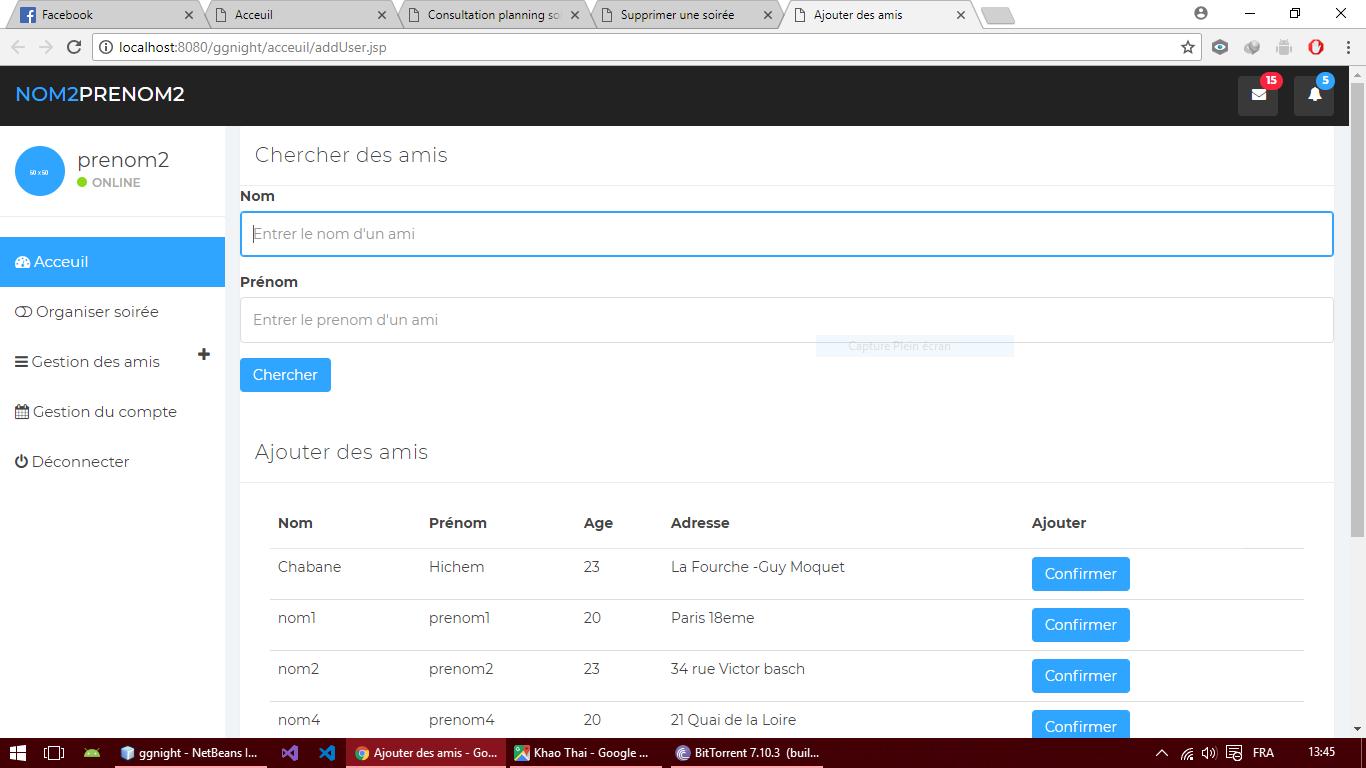 Facebook
Acceuil
Consultation planning so
Supprimer une soirée
Ajouter des amis
localhost:8080/ggnight/acceuil/addUser.jsp
NOM2PRENOM2
15
5
50 x 50
prenom2
ONLINE
Acceuil
Organiser soirée
Gestion des amis
Gestion du compte
Déconnecter
Chercher des amis
Nom
Entrer le nom d'un ami
Prénom
Entrer le prenom d'un ami
Capture Plein écran
Chercher
Ajouter des amis
Nom Prénom Age Adresse Ajouter
Chabane Hichem 23 La Fourche -Guy Moquet Confirmer
nom1 prenom1 20 Paris 18eme Confirmer
nom2 prenom2 23 34 rue Victor basch Confirmer
nom4 prenom4 20 21 Quai de la Loire Confirmer
ggnight - NetBeans I...
Ajouter des amis - Go...
Khao Thai - Google ...
BitTorrent 7.10.3 (buil...
FRA
13:45